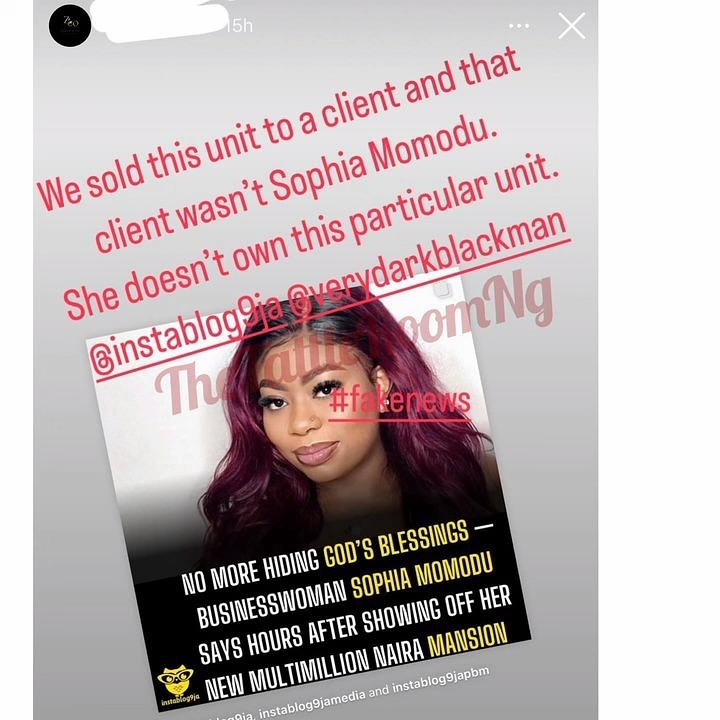 15h
We sold this unit to a client and that
client wasn't Sophia Momodu.
She doesn't own this particular unit.
@instablog9ja @verydarkblackman
#fakenews
NO MORE HIDING GOD'S BLESSINGS —
BUSINESSWOMAN SOPHIA MOMODU
SAYS HOURS AFTER SHOWING OFF HER
NEW MULTIMILLION NAIRA MANSION
instablog9ja
instablog9jamedia and instablog9japbm